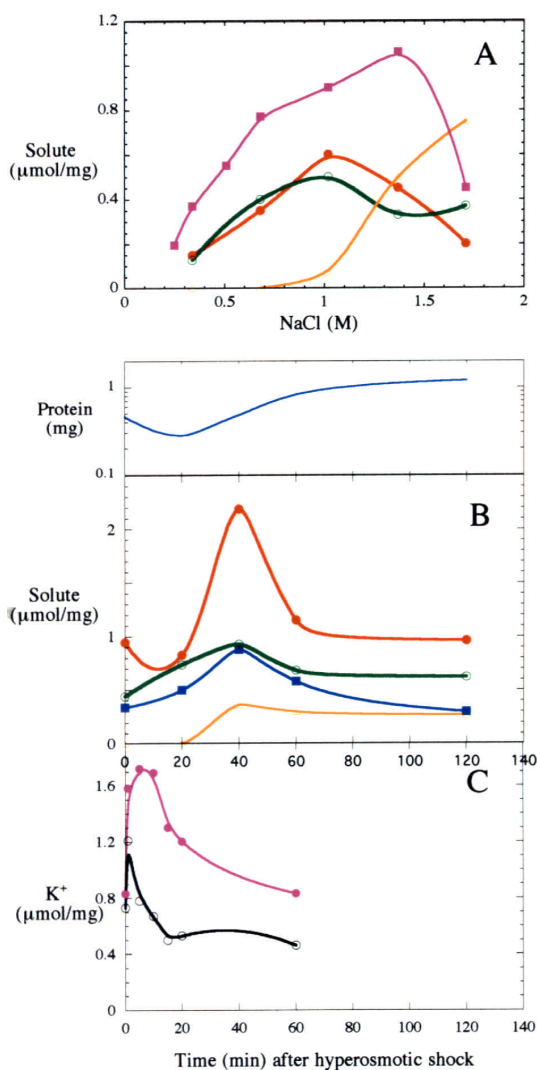 A
1.2
0.8
Solute
(μmol/mg)
0.4
0
0 0.5 1 1.5 2
NaCl (M)
1
Protein
(mg)
0.1
B
2
Solute
(μmol/mg)
1
0
0 20 40 60 80 100 120 140
C
1.6
1.2
K⁺
(μmol/mg)
0.8
0.4
0
0 20 40 60 80 100 120 140
Time (min) after hyperosmotic shock